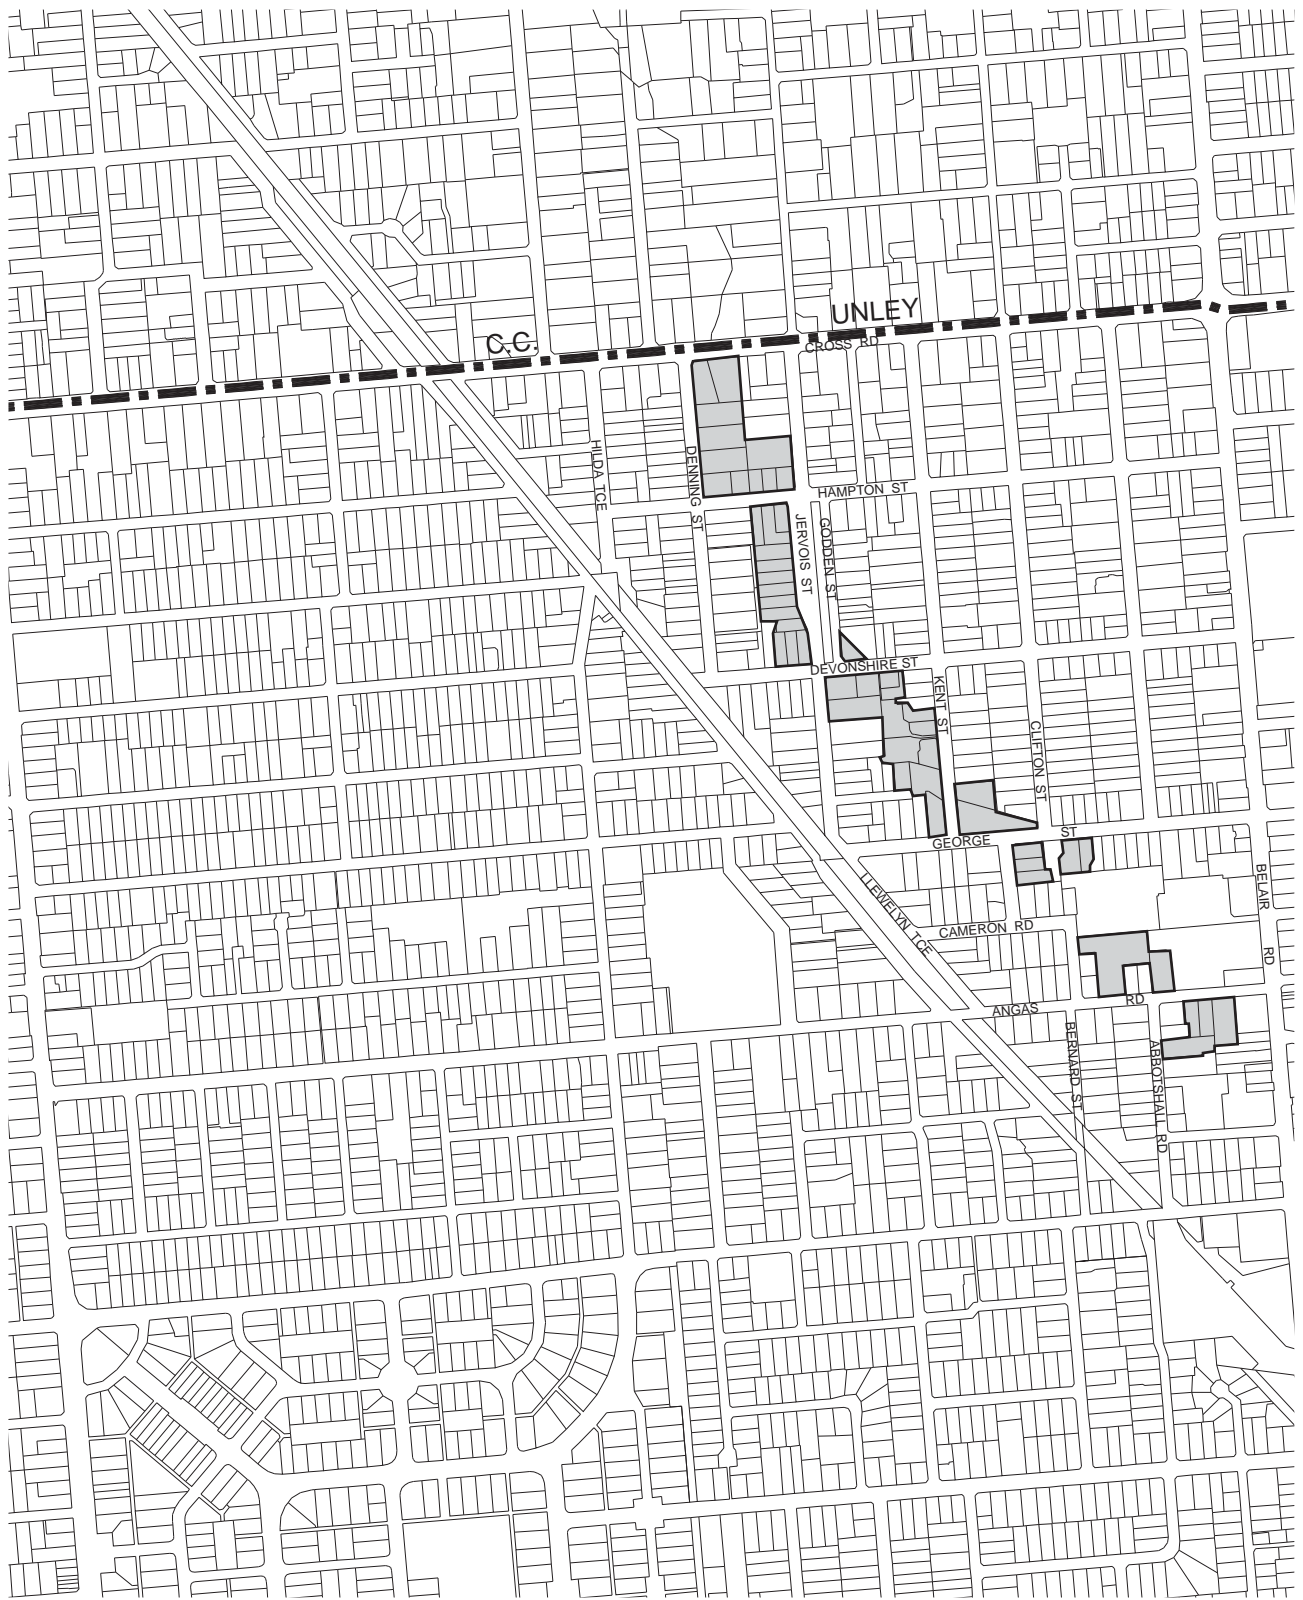 UNLEY
C.C.
CROSS RD
HILDA TCE
DENNING ST
HAMPTON ST
JERVOIS ST
GODDEN ST
DEVONSHIRE ST
KENT ST
CLIFTON ST
GEORGE ST
BELAIR RD
LLEWELYN TCE
CAMERON RD
ANGAS RD
BERNARD ST
ABBOTSHALL RD